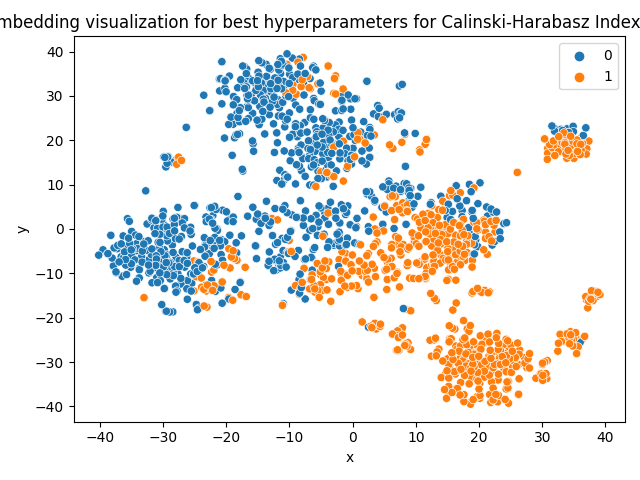 mbedding visualization for best hyperparameters for Calinski-Harabasz Index
0
1
y
40
30
20
10
0
−10
−20
−30
−40
−40 −30 −20 −10 0 10 20 30 40
x